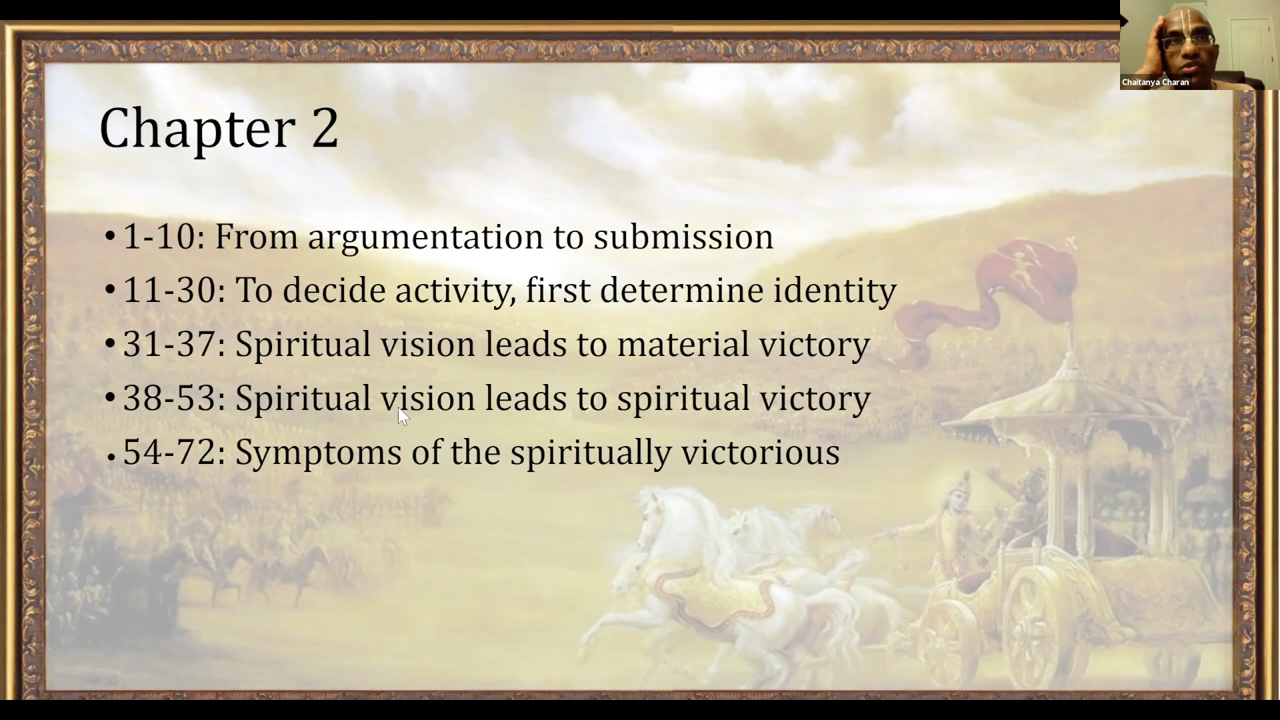 Chaitanya Charan
Chapter 2
• 1-10: From argumentation to submission
• 11-30: To decide activity, first determine identity
• 31-37: Spiritual vision leads to material victory
• 38-53: Spiritual vision leads to spiritual victory
• 54-72: Symptoms of the spiritually victorious